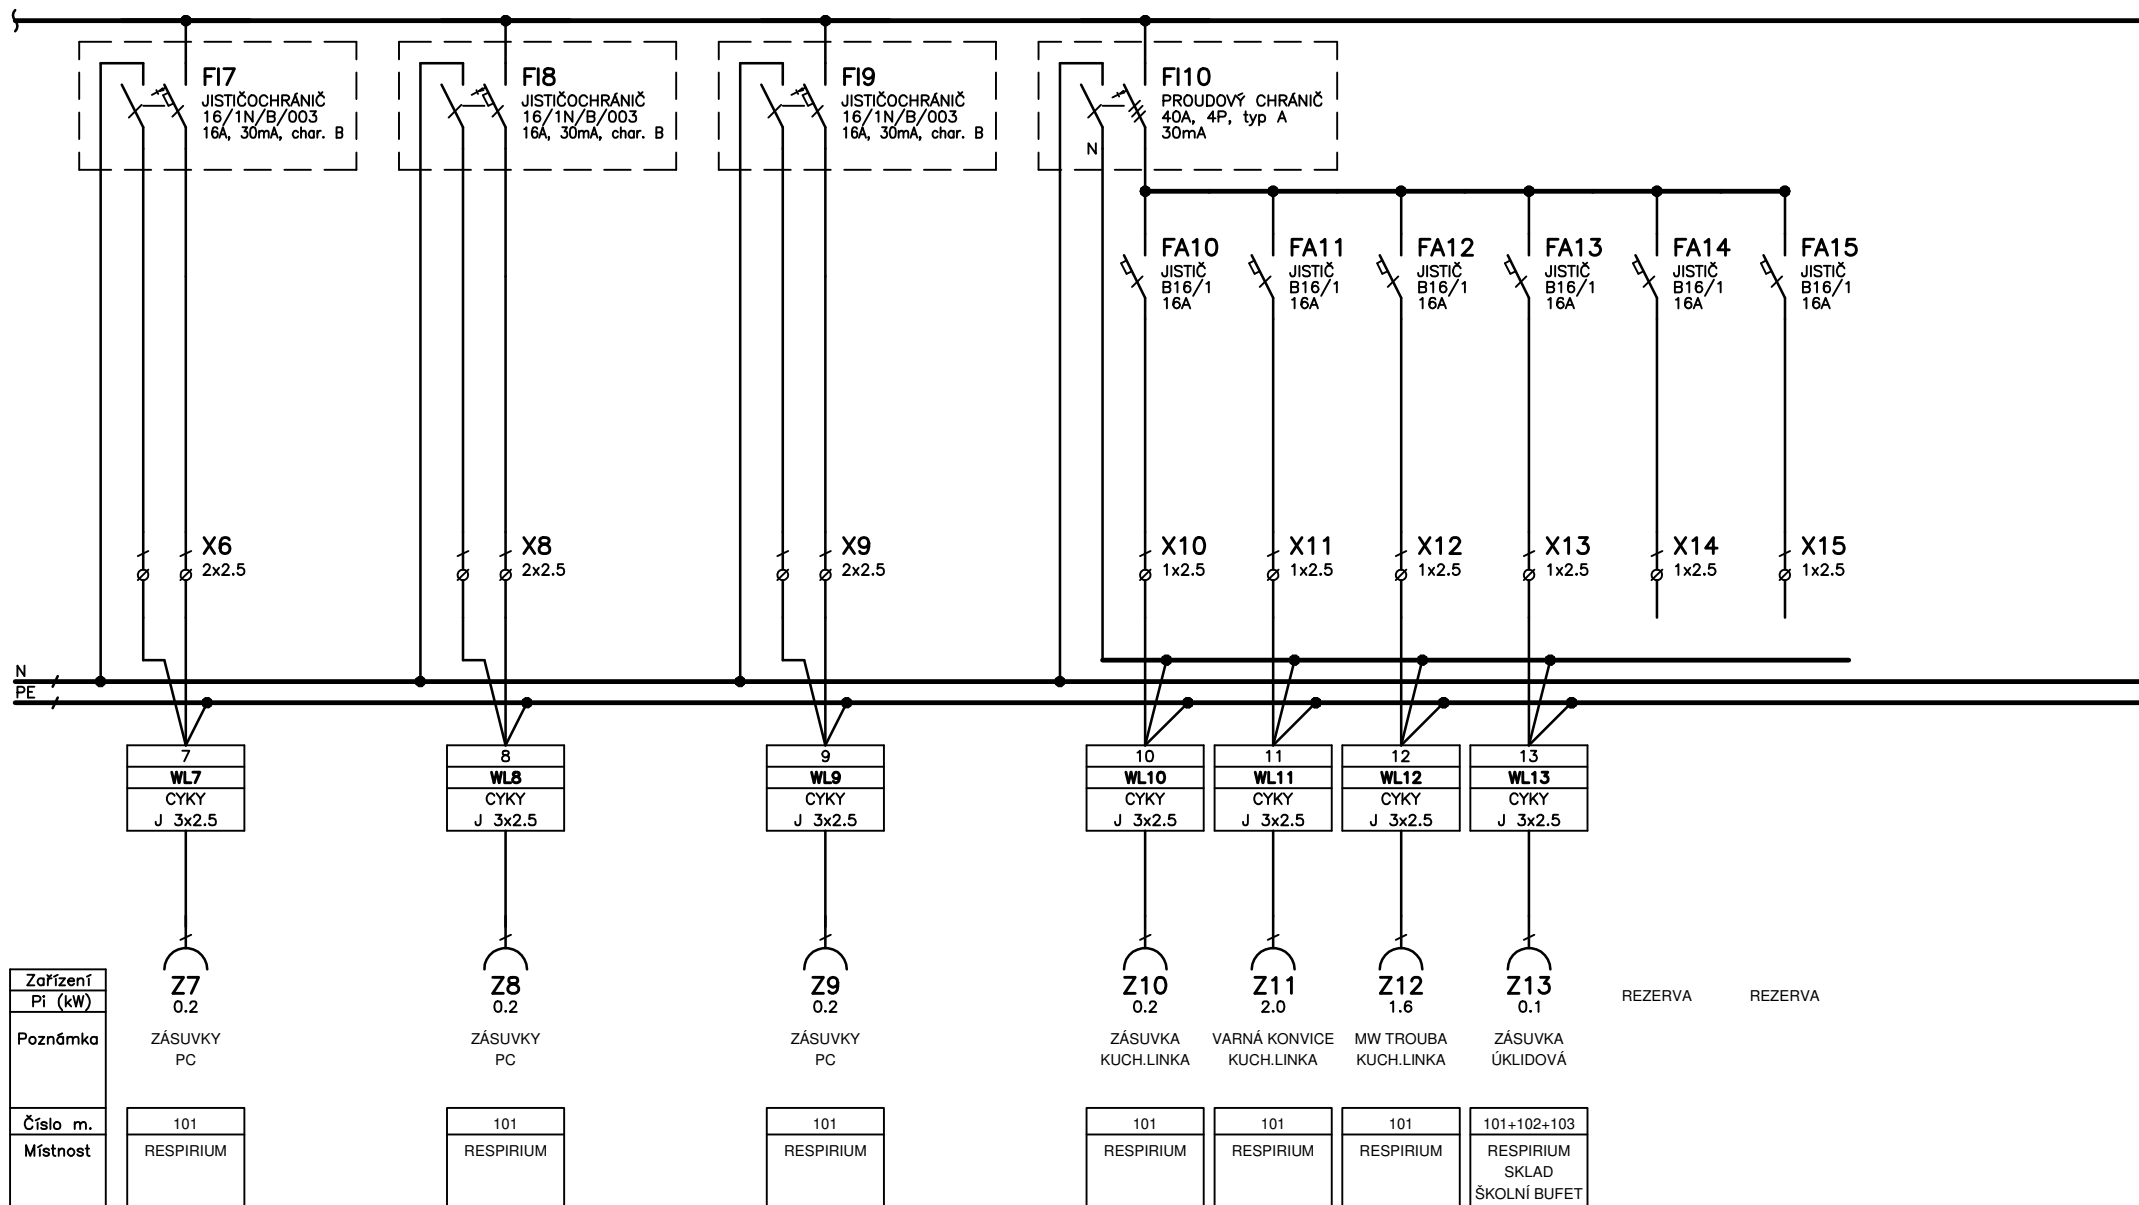 FI7
JISTIČOCHRÁNIČ
16/1N/B/003
16A, 30mA, char. B
FI8
JISTIČOCHRÁNIČ
16/1N/B/003
16A, 30mA, char. B
FI9
JISTIČOCHRÁNIČ
16/1N/B/003
16A, 30mA, char. B
FI10
PROUDOVÝ CHRÁNIČ
40A, 4P, typ A
30mA
N
FA10
JISTIČ
B16/1
16A
FA11
JISTIČ
B16/1
16A
FA12
JISTIČ
B16/1
16A
FA13
JISTIČ
B16/1
16A
FA14
JISTIČ
B16/1
16A
FA15
JISTIČ
B16/1
16A
X6
2x2.5
X8
2x2.5
X9
2x2.5
X10
1x2.5
X11
1x2.5
X12
1x2.5
X13
1x2.5
X14
1x2.5
X15
1x2.5
N
PE
7
WL7
CYKY
J 3x2.5
8
WL8
CYKY
J 3x2.5
9
WL9
CYKY
J 3x2.5
10
WL10
CYKY
J 3x2.5
11
WL11
CYKY
J 3x2.5
12
WL12
CYKY
J 3x2.5
13
WL13
CYKY
J 3x2.5
Zařízení
Pi (kW)
Poznámka
Číslo m.
Místnost
Z7
0.2
ZÁSUVKY
PC
101
RESPIRIUM
Z8
0.2
ZÁSUVKY
PC
101
RESPIRIUM
Z9
0.2
ZÁSUVKY
PC
101
RESPIRIUM
Z10
0.2
ZÁSUVKA
KUCH.LINKA
101
RESPIRIUM
Z11
2.0
VARNÁ KONVICE
KUCH.LINKA
101
RESPIRIUM
Z12
1.6
MW TROUBA
KUCH.LINKA
101
RESPIRIUM
Z13
0.1
ZÁSUVKA
ÚKLIDOVÁ
101+102+103
RESPIRIUM
SKLAD
ŠKOLNÍ BUFET
REZERVA
REZERVA